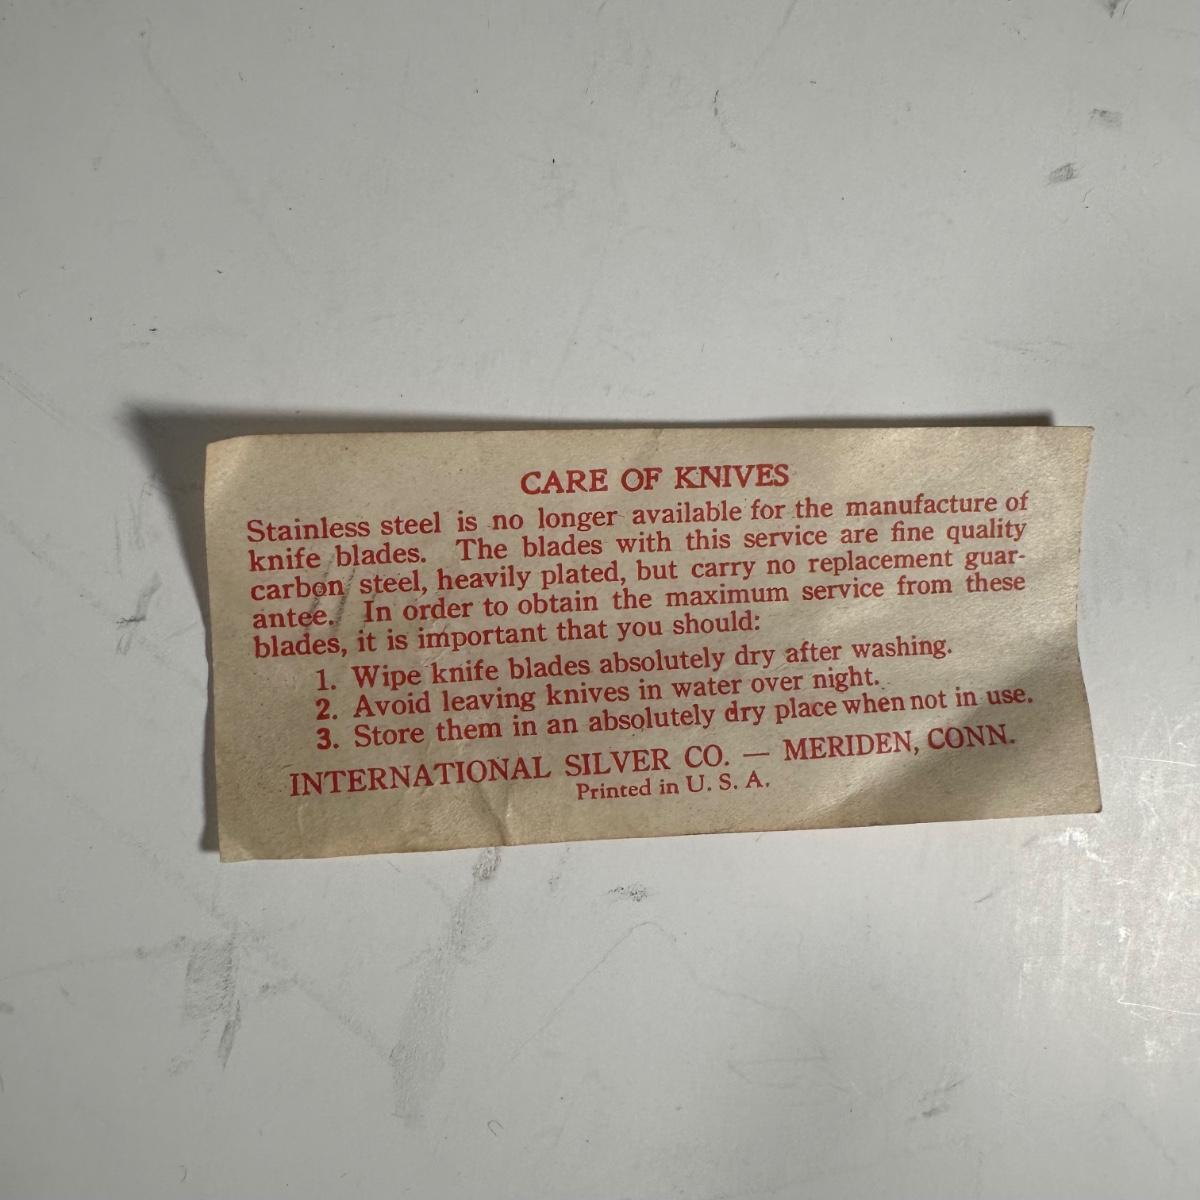 CARE OF KNIVES
Stainless steel is no longer available for the manufacture of
knife blades. The blades with this service are fine quality
carbon steel, heavily plated, but carry no replacement guar-
antee. In order to obtain the maximum service from these
blades, it is important that you should:
1. Wipe knife blades absolutely dry after washing.
2. Avoid leaving knives in water over night.
3. Store them in an absolutely dry place when not in use.
INTERNATIONAL SILVER CO. — MERIDEN, CONN.
Printed in U. S. A.